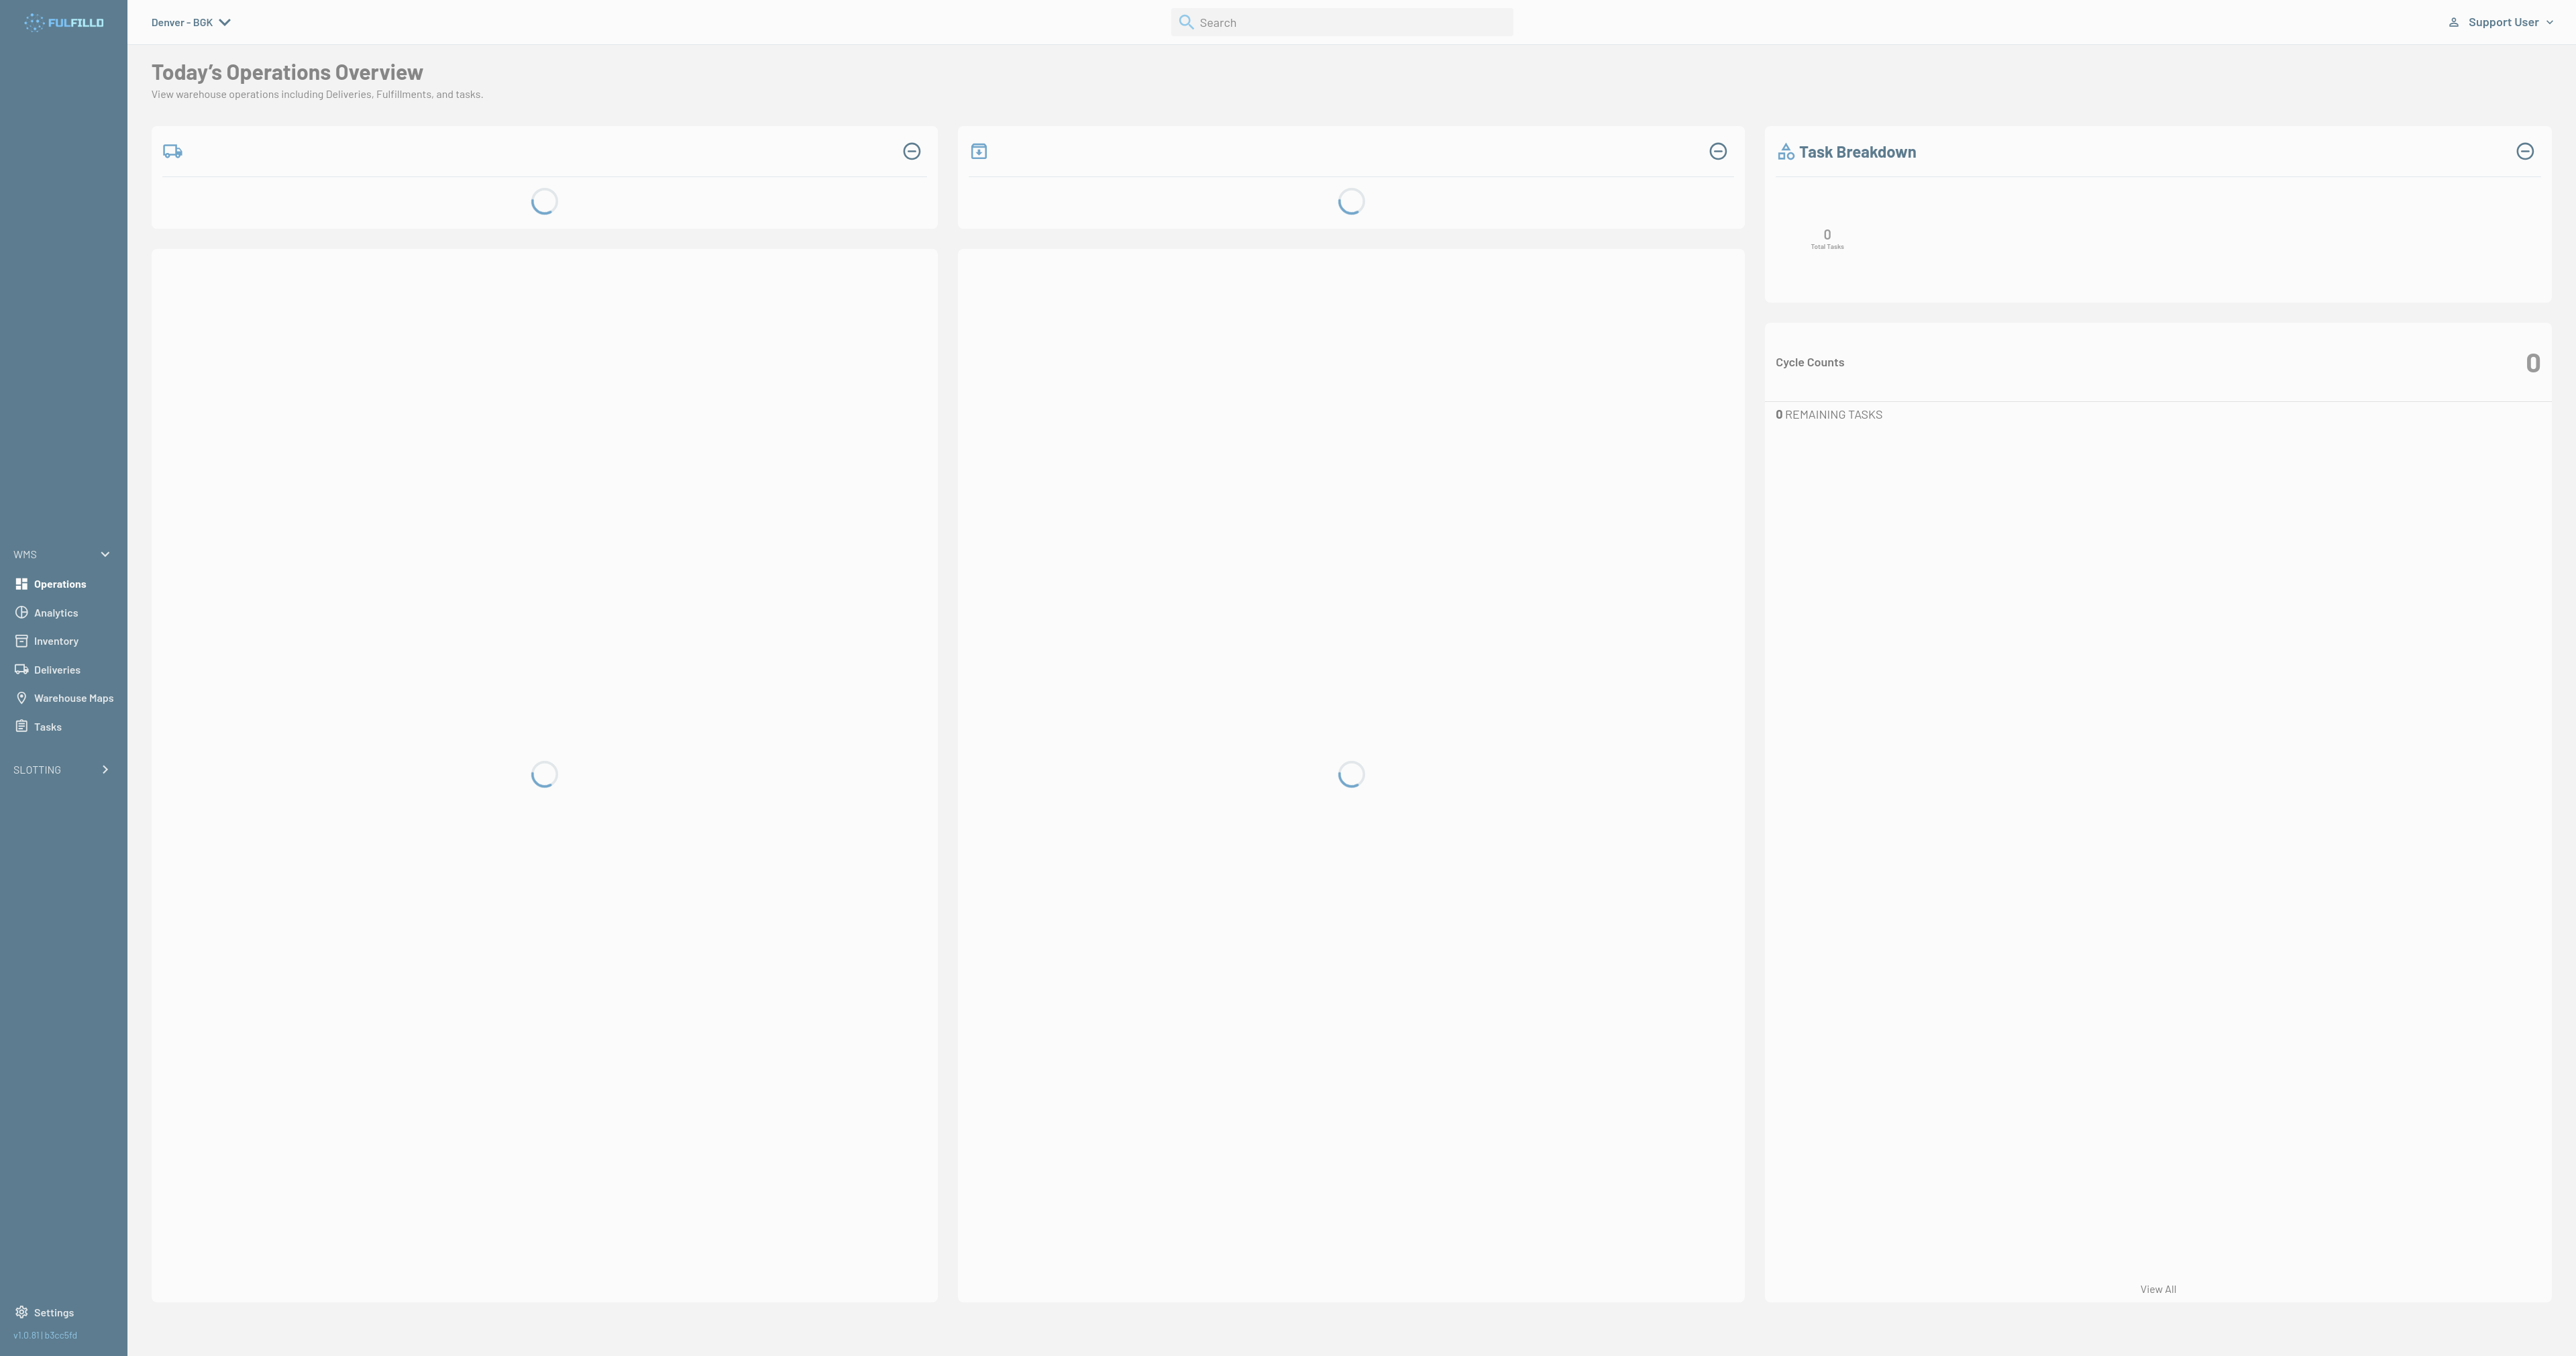 FULFILLD
Denver - BGK
Search
Support User
Today’s Operations Overview
View warehouse operations including Deliveries, Fulfillments, and tasks.
Task Breakdown
0
Total Tasks
Cycle Counts
0
0 REMAINING TASKS
View All
WMS
Operations
Analytics
Inventory
Deliveries
Warehouse Maps
Tasks
SLOTTING
Settings
v1.0.81 | b3cc5fd